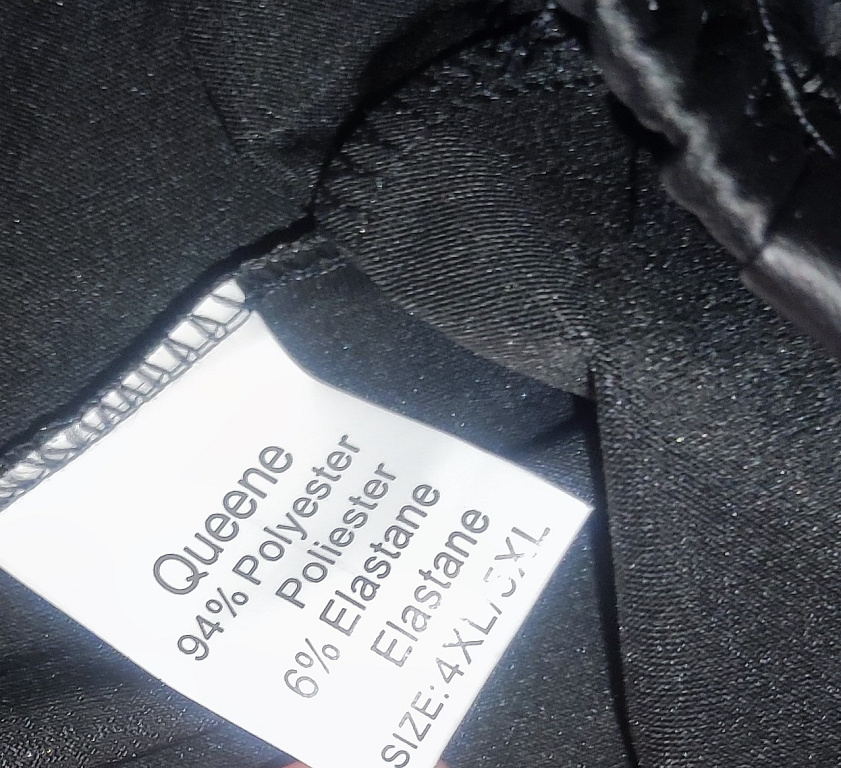 Queene
94% Polyester
Poliester
6% Elastane
Elastane
SIZE:4XL/5XL